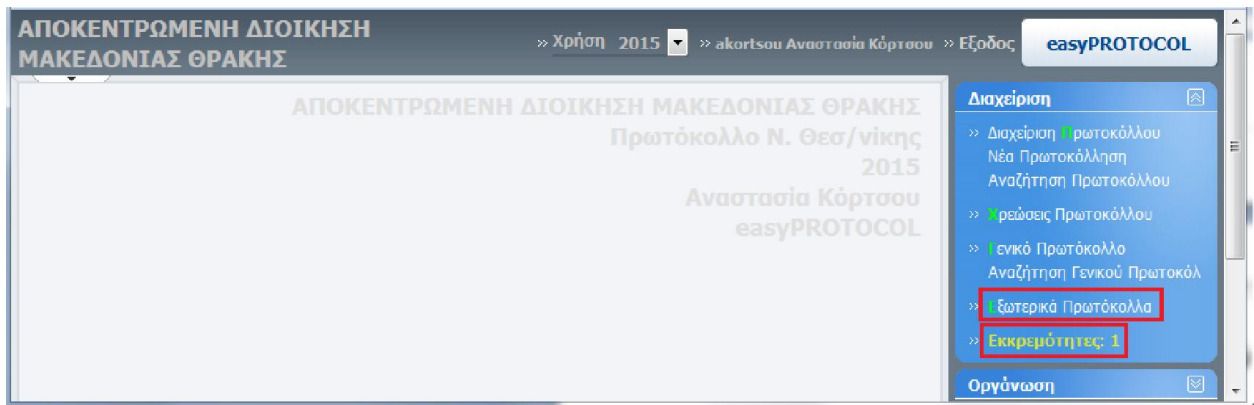 ΑΠΟΚΕΝΤΡΩΜΕΝΗ ΔΙΟΙΚΗΣΗ
ΜΑΚΕΔΟΝΙΑΣ ΘΡΑΚΗΣ
» Χρήση 2015 » akortsou Αναστασία Κόρτσου » Εξοδος easyPROTOCOL
ΑΠΟΚΕΝΤΡΩΜΕΝΗ ΔΙΟΙΚΗΣΗ ΜΑΚΕΔΟΝΙΑΣ ΘΡΑΚΗΣ
Πρωτόκολλο Ν. Θεσ/νίκης
2015
Αναστασία Κόρτσου
easyPROTOCOL
Διαχείριση
» Διαχείριση Πρωτοκόλλου
Νέα Πρωτοκόλληση
Αναζήτηση Πρωτοκόλλου
» Χρεώσεις Πρωτοκόλλου
» Γενικό Πρωτόκολλο
Αναζήτηση Γενικού Πρωτοκόλ
» Εξωτερικά Πρωτόκολλα
» Εκκρεμότητες: 1
Οργάνωση